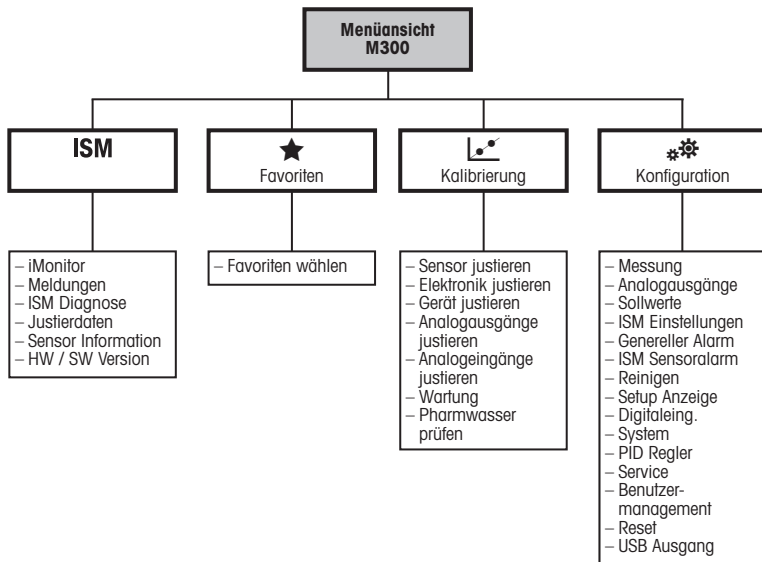 Menüansicht
M300
ISM
Favoriten
Kalibrierung
Konfiguration
– iMonitor
– Meldungen
– ISM Diagnose
– Justierdaten
– Sensor Information
– HW / SW Version
– Favoriten wählen
– Sensor justieren
– Elektronik justieren
– Gerät justieren
– Analogausgänge
justieren
– Analogeingänge
justieren
– Wartung
– Pharmwasser
prüfen
– Messung
– Analogausgänge
– Sollwerte
– ISM Einstellungen
– Genereller Alarm
– ISM Sensoralarm
– Reinigen
– Setup Anzeige
– Digitaleing.
– System
– PID Regler
– Service
– Benutzer-
management
– Reset
– USB Ausgang